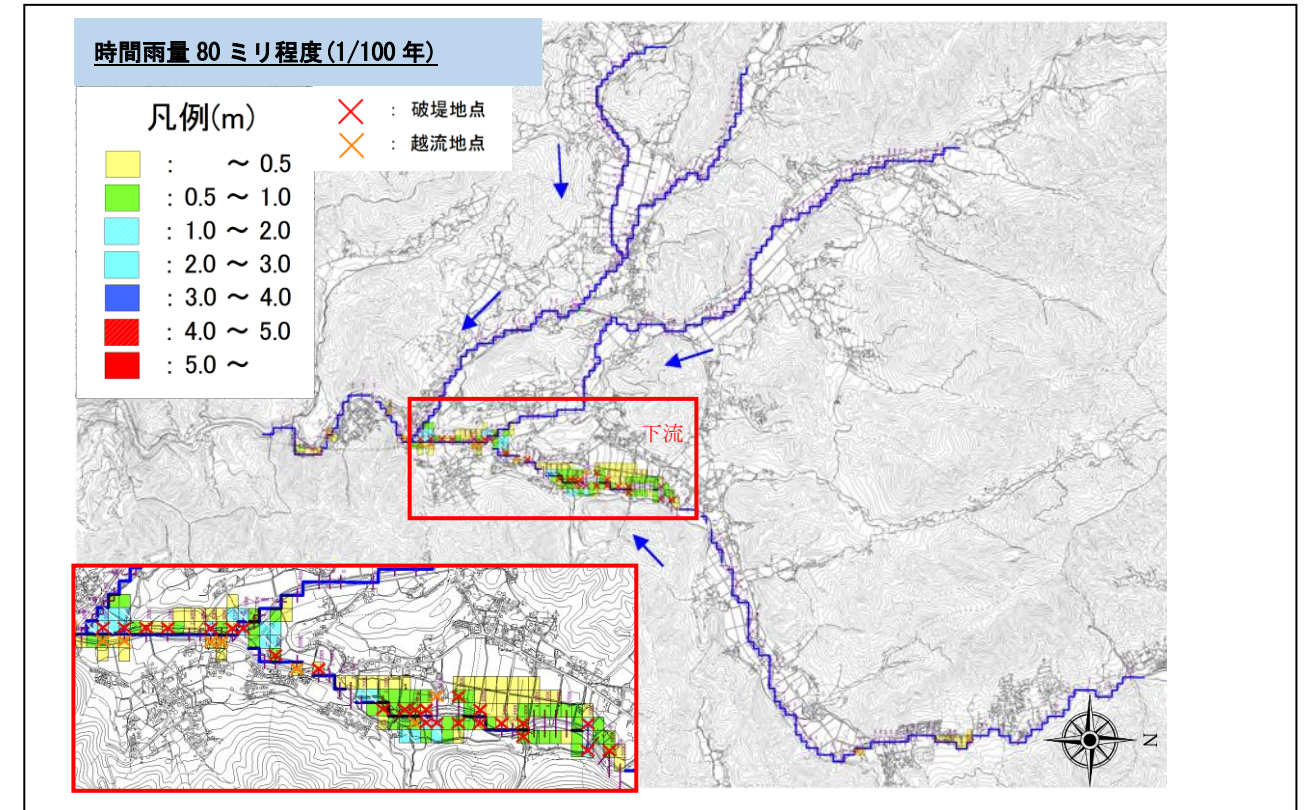 時間雨量 80 ミリ程度(1/100 年)
凡例(m)
: ～ 0.5
: 0.5 ～ 1.0
: 1.0 ～ 2.0
: 2.0 ～ 3.0
: 3.0 ～ 4.0
: 4.0 ～ 5.0
: 5.0 ～
: 破堤地点
: 越流地点
下流
N